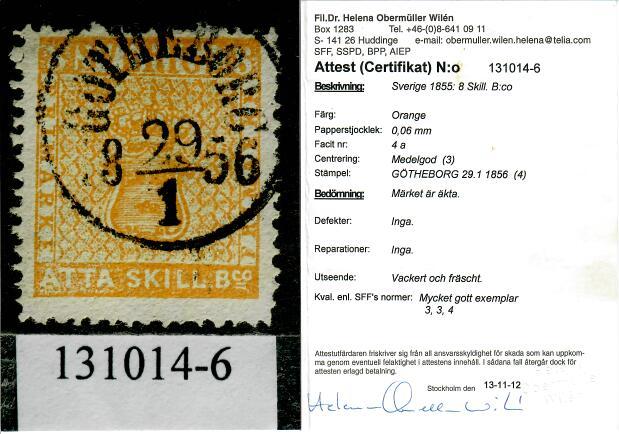 GÖTHEBORG
29
8 56
1
ÅTTA SKILL. Bco
131014-6
Fil.Dr. Helena Obermüller Wilén
Box 1283 Tel. +46-(0)8-641 09 11
S- 141 26 Huddinge e-mail: obermuller.wilen.helena@telia.com
SFF, SSPD, BPP, AIEP
Attest (Certifikat) N:o 131014-6
Beskrivning: Sverige 1855: 8 Skill. B:co
Färg: Orange
Papperstjocklek: 0,06 mm
Facit nr: 4 a
Centrering: Medelgod (3)
Stämpel: GÖTHEBORG 29.1 1856 (4)
Bedömning: Märket är äkta.
Defekter: Inga.
Reparationer: Inga.
Utseende: Vackert och fräscht.
Kval. enl. SFF's normer: Mycket gott exemplar
3, 3, 4
Attestutfärdaren friskriver sig från all ansvarsskyldighet för skada som kan uppkom-
ma genom eventuell felaktighet i attestens innehåll. I sådana fall återgår dock för
attesten erlagd betalning.
Stockholm den 13-11-12